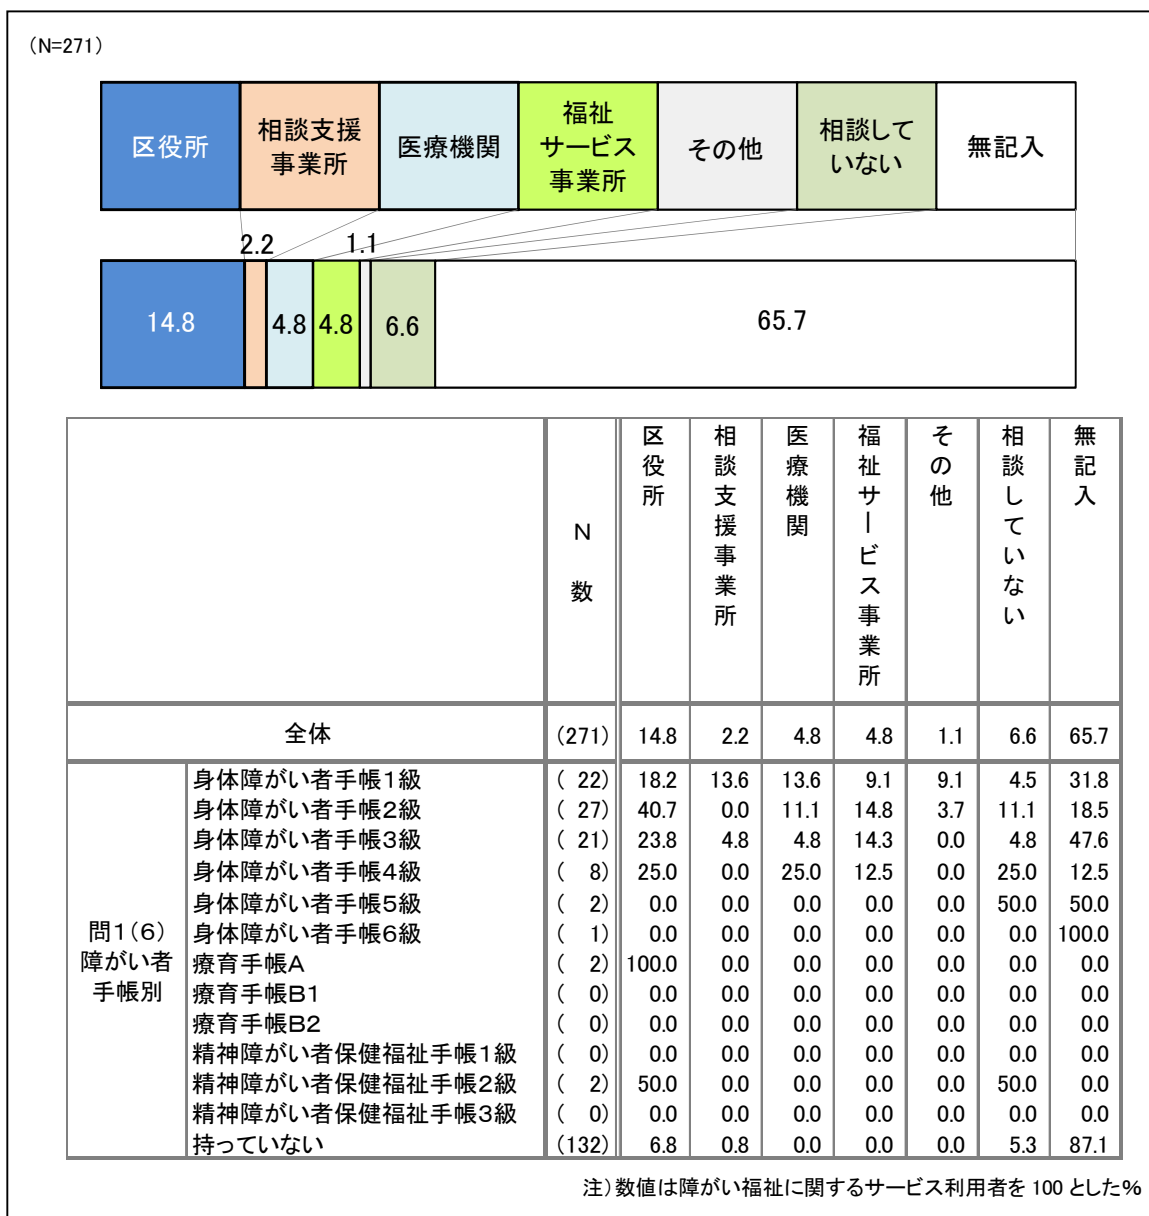 (N=271)
区役所
相談支援
事業所
医療機関
福祉
サービス
事業所
その他
相談して
いない
無記入
2.2
1.1
14.8
4.8
4.8
6.6
65.7
N数
区役所
相談支援事業所
医療機関
福祉サービス事業所
その他
相談していない
無記入
全体 (271) 14.8 2.2 4.8 4.8 1.1 6.6 65.7
問1(6)
障がい者
手帳別
身体障がい者手帳1級 ( 22) 18.2 13.6 13.6 9.1 9.1 4.5 31.8
身体障がい者手帳2級 ( 27) 40.7 0.0 11.1 14.8 3.7 11.1 18.5
身体障がい者手帳3級 ( 21) 23.8 4.8 4.8 14.3 0.0 4.8 47.6
身体障がい者手帳4級 ( 8) 25.0 0.0 25.0 12.5 0.0 25.0 12.5
身体障がい者手帳5級 ( 2) 0.0 0.0 0.0 0.0 0.0 50.0 50.0
身体障がい者手帳6級 ( 1) 0.0 0.0 0.0 0.0 0.0 0.0 100.0
療育手帳A ( 2) 100.0 0.0 0.0 0.0 0.0 0.0 0.0
療育手帳B1 ( 0) 0.0 0.0 0.0 0.0 0.0 0.0 0.0
療育手帳B2 ( 0) 0.0 0.0 0.0 0.0 0.0 0.0 0.0
精神障がい者保健福祉手帳1級 ( 0) 0.0 0.0 0.0 0.0 0.0 0.0 0.0
精神障がい者保健福祉手帳2級 ( 2) 50.0 0.0 0.0 0.0 0.0 50.0 0.0
精神障がい者保健福祉手帳3級 ( 0) 0.0 0.0 0.0 0.0 0.0 0.0 0.0
持っていない (132) 6.8 0.8 0.0 0.0 0.0 5.3 87.1
注)数値は障がい福祉に関するサービス利用者を 100 とした%